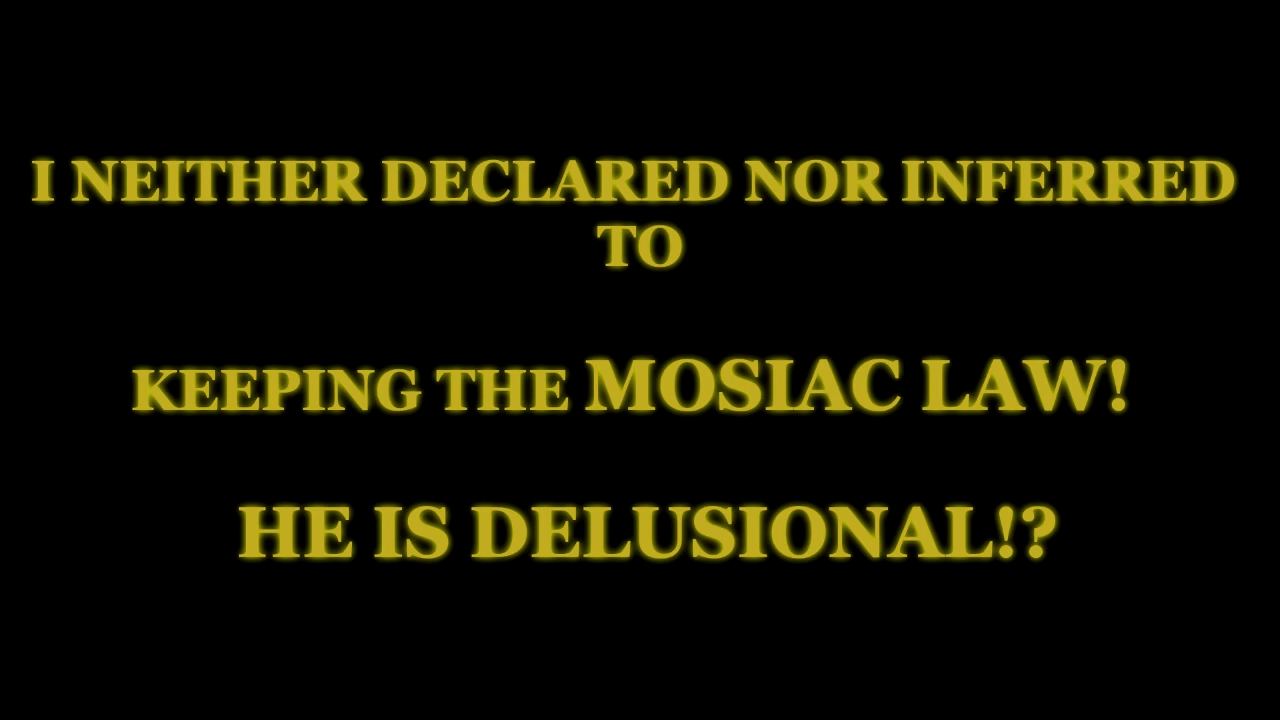 I NEITHER DECLARED NOR INFERRED
TO
KEEPING THE MOSIAC LAW!
HE IS DELUSIONAL!?